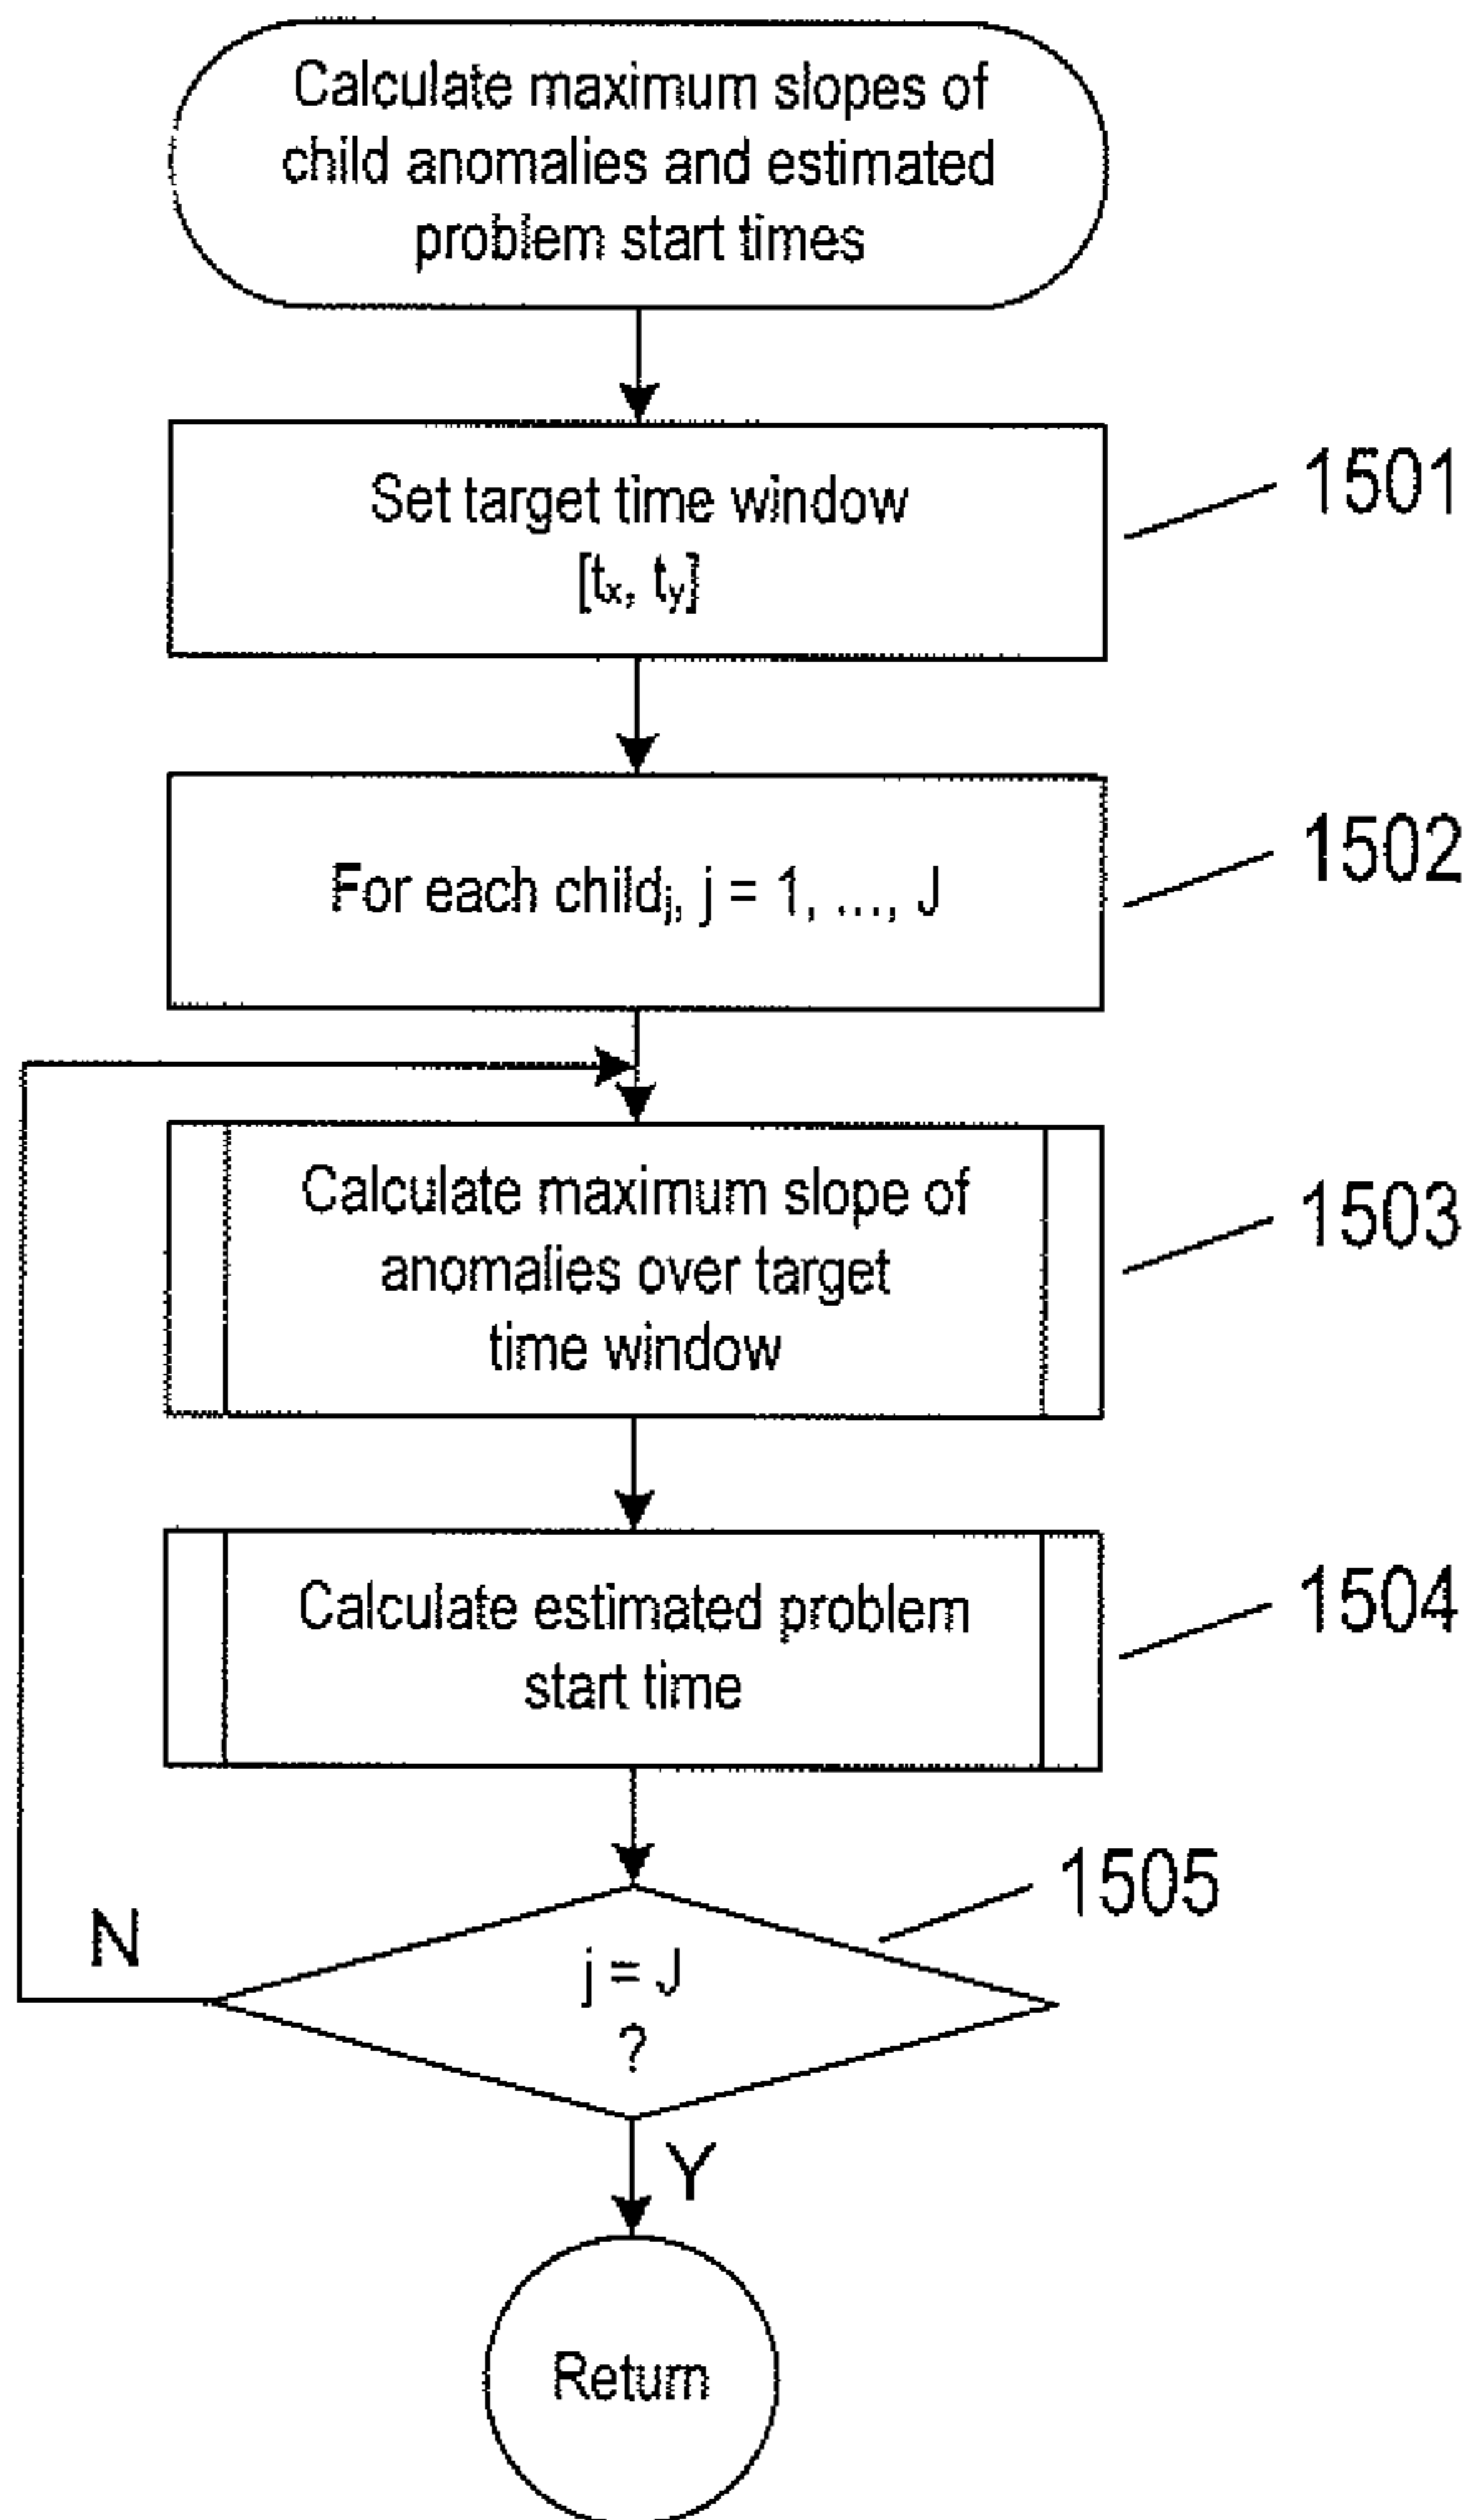 Calculate maximum slopes of
child anomalies and estimated
problem start times
Set target time window
[tx, ty]
1501
For each childj, j = 1, ..., J
1502
Calculate maximum slope of
anomalies over target
time window
1503
Calculate estimated problem
start time
1504
1505
j = J
?
N
Y
Return